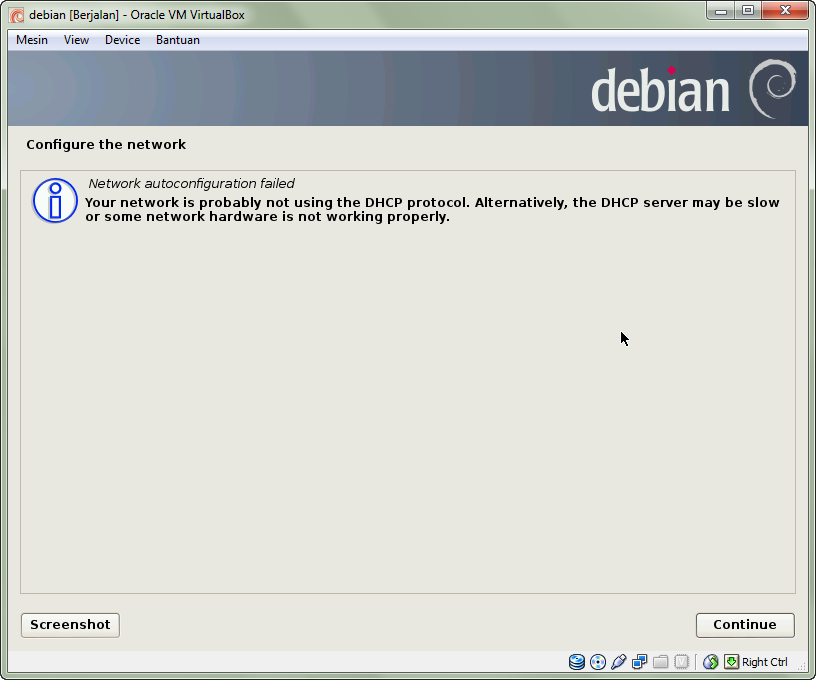 debian [Berjalan] - Oracle VM VirtualBox
Mesin View Device Bantuan
debian
Configure the network
Network autoconfiguration failed
Your network is probably not using the DHCP protocol. Alternatively, the DHCP server may be slow
or some network hardware is not working properly.
Screenshot Continue
Right Ctrl